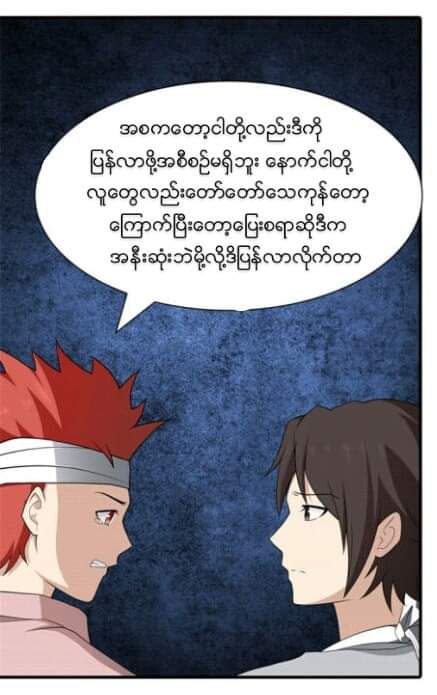 အစကတော့ငါတို့လည်းဒီကို
ပြန်လာဖို့အစီစဉ်မရှိဘူး နောက်ငါတို့
လူတွေလည်းတော်တော်သေကုန်တော့
ကြောက်ပြီးတော့ပြေးစရာဆိုဒီက
အနီးဆုံးဘဲမို့လို့ဒိပြန်လာလိုက်တာ